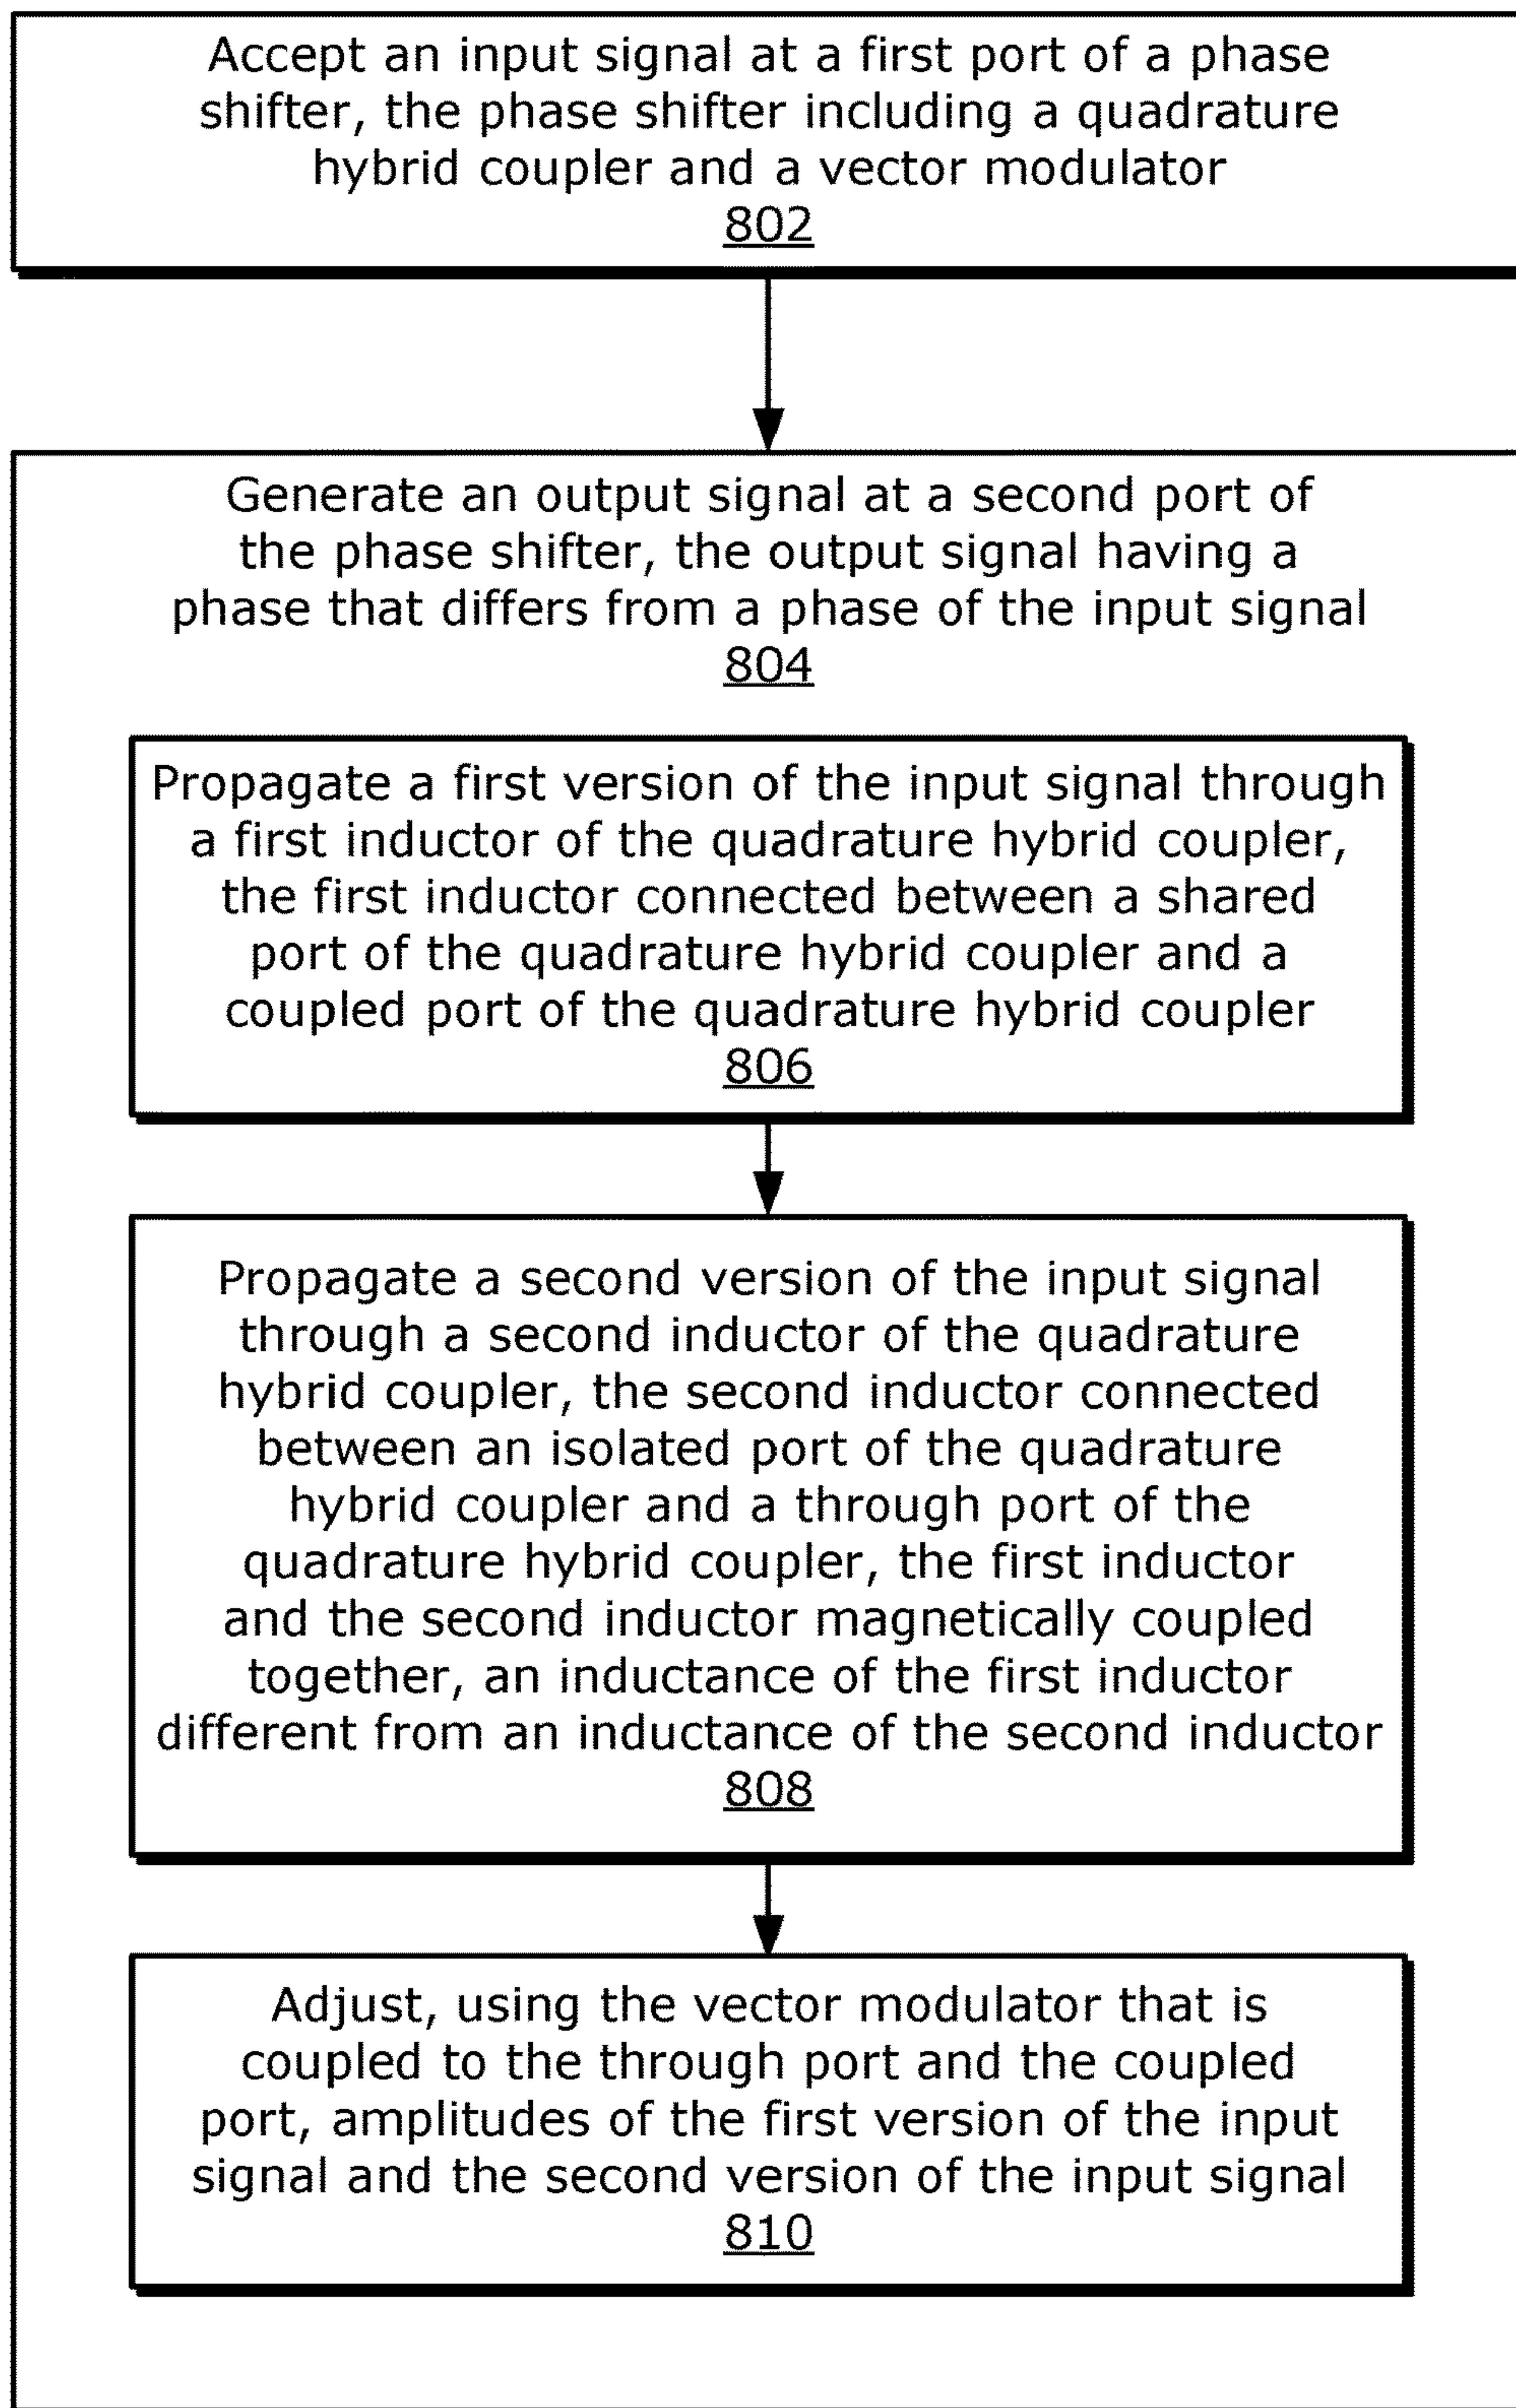 Accept an input signal at a first port of a phase
shifter, the phase shifter including a quadrature
hybrid coupler and a vector modulator
802
Generate an output signal at a second port of
the phase shifter, the output signal having a
phase that differs from a phase of the input signal
804
Propagate a first version of the input signal through
a first inductor of the quadrature hybrid coupler,
the first inductor connected between a shared
port of the quadrature hybrid coupler and a
coupled port of the quadrature hybrid coupler
806
Propagate a second version of the input signal
through a second inductor of the quadrature
hybrid coupler, the second inductor connected
between an isolated port of the quadrature
hybrid coupler and a through port of the
quadrature hybrid coupler, the first inductor
and the second inductor magnetically coupled
together, an inductance of the first inductor
different from an inductance of the second inductor
808
Adjust, using the vector modulator that is
coupled to the through port and the coupled
port, amplitudes of the first version of the input
signal and the second version of the input signal
810